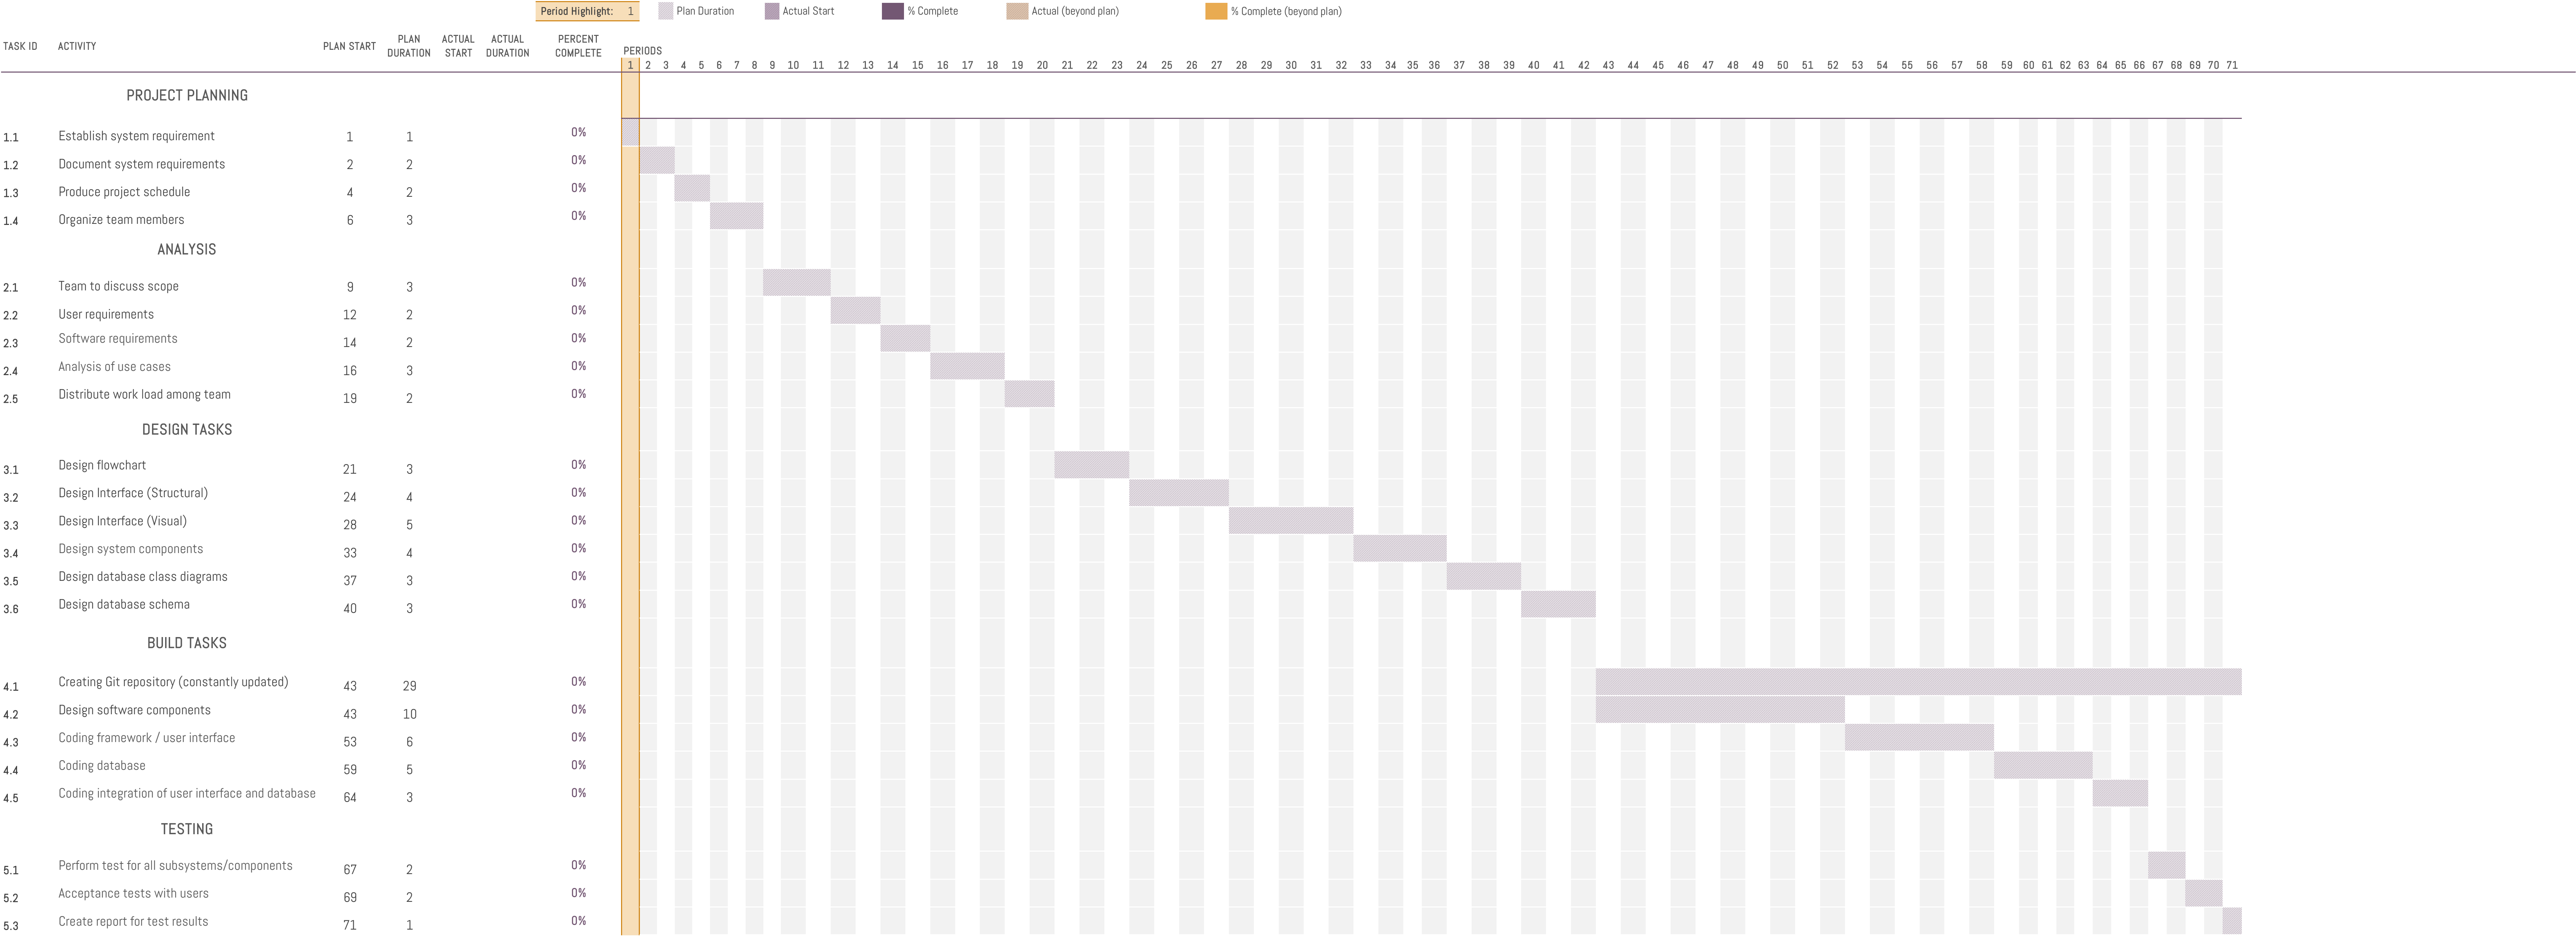 Period Highlight: 1 Plan Duration Actual Start % Complete Actual (beyond plan) % Complete (beyond plan)
TASK ID ACTIVITY PLAN START PLAN DURATION ACTUAL START ACTUAL DURATION PERCENT COMPLETE PERIODS
1 2 3 4 5 6 7 8 9 10 11 12 13 14 15 16 17 18 19 20 21 22 23 24 25 26 27 28 29 30 31 32 33 34 35 36 37 38 39 40 41 42 43 44 45 46 47 48 49 50 51 52 53 54 55 56 57 58 59 60 61 62 63 64 65 66 67 68 69 70 71
PROJECT PLANNING
1.1 Establish system requirement 1 1 0%
1.2 Document system requirements 2 2 0%
1.3 Produce project schedule 4 2 0%
1.4 Organize team members 6 3 0%
ANALYSIS
2.1 Team to discuss scope 9 3 0%
2.2 User requirements 12 2 0%
2.3 Software requirements 14 2 0%
2.4 Analysis of use cases 16 3 0%
2.5 Distribute work load among team 19 2 0%
DESIGN TASKS
3.1 Design flowchart 21 3 0%
3.2 Design Interface (Structural) 24 4 0%
3.3 Design Interface (Visual) 28 5 0%
3.4 Design system components 33 4 0%
3.5 Design database class diagrams 37 3 0%
3.6 Design database schema 40 3 0%
BUILD TASKS
4.1 Creating Git repository (constantly updated) 43 29 0%
4.2 Design software components 43 10 0%
4.3 Coding framework / user interface 53 6 0%
4.4 Coding database 59 5 0%
4.5 Coding integration of user interface and database 64 3 0%
TESTING
5.1 Perform test for all subsystems/components 67 2 0%
5.2 Acceptance tests with users 69 2 0%
5.3 Create report for test results 71 1 0%